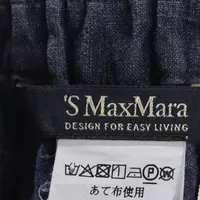 'S MaxMara
DESIGN FOR EASY LIVING
あて布使用